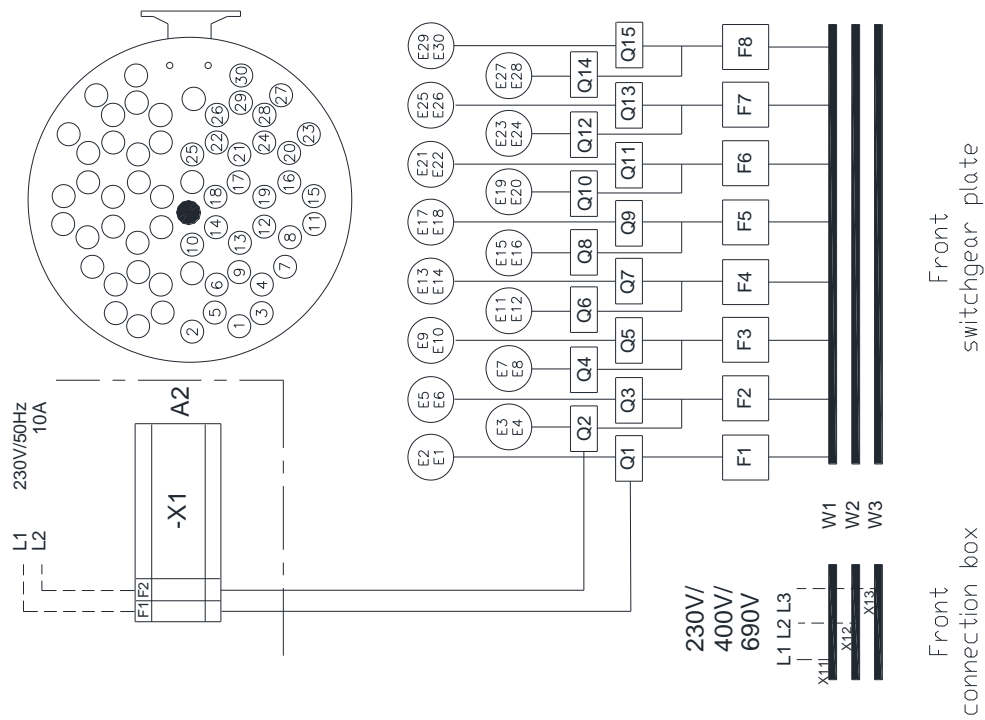 230V/50Hz
10A
L1
L2
F1 F2
-X1
A2
2 10 25
5 6 14 18 22 26
1 9 13 17 21 29 30
3 4 12 19 24 28
7 8 16 20 27
11 15 23
E2 E5 E9 E13 E17 E21 E25 E29
E1 E6 E10 E14 E18 E22 E26 E30
E3 E7 E11 E15 E19 E23 E27
E4 E8 E12 E16 E20 E24 E28
Q2 Q4 Q6 Q8 Q10 Q12 Q14
Q1 Q3 Q5 Q7 Q9 Q11 Q13 Q15
F1 F2 F3 F4 F5 F6 F7 F8
230V/
400V/
690V
L1 L2 L3
X11
X12
X13
W1
W2
W3
Front
connection box
Front
switchgear plate